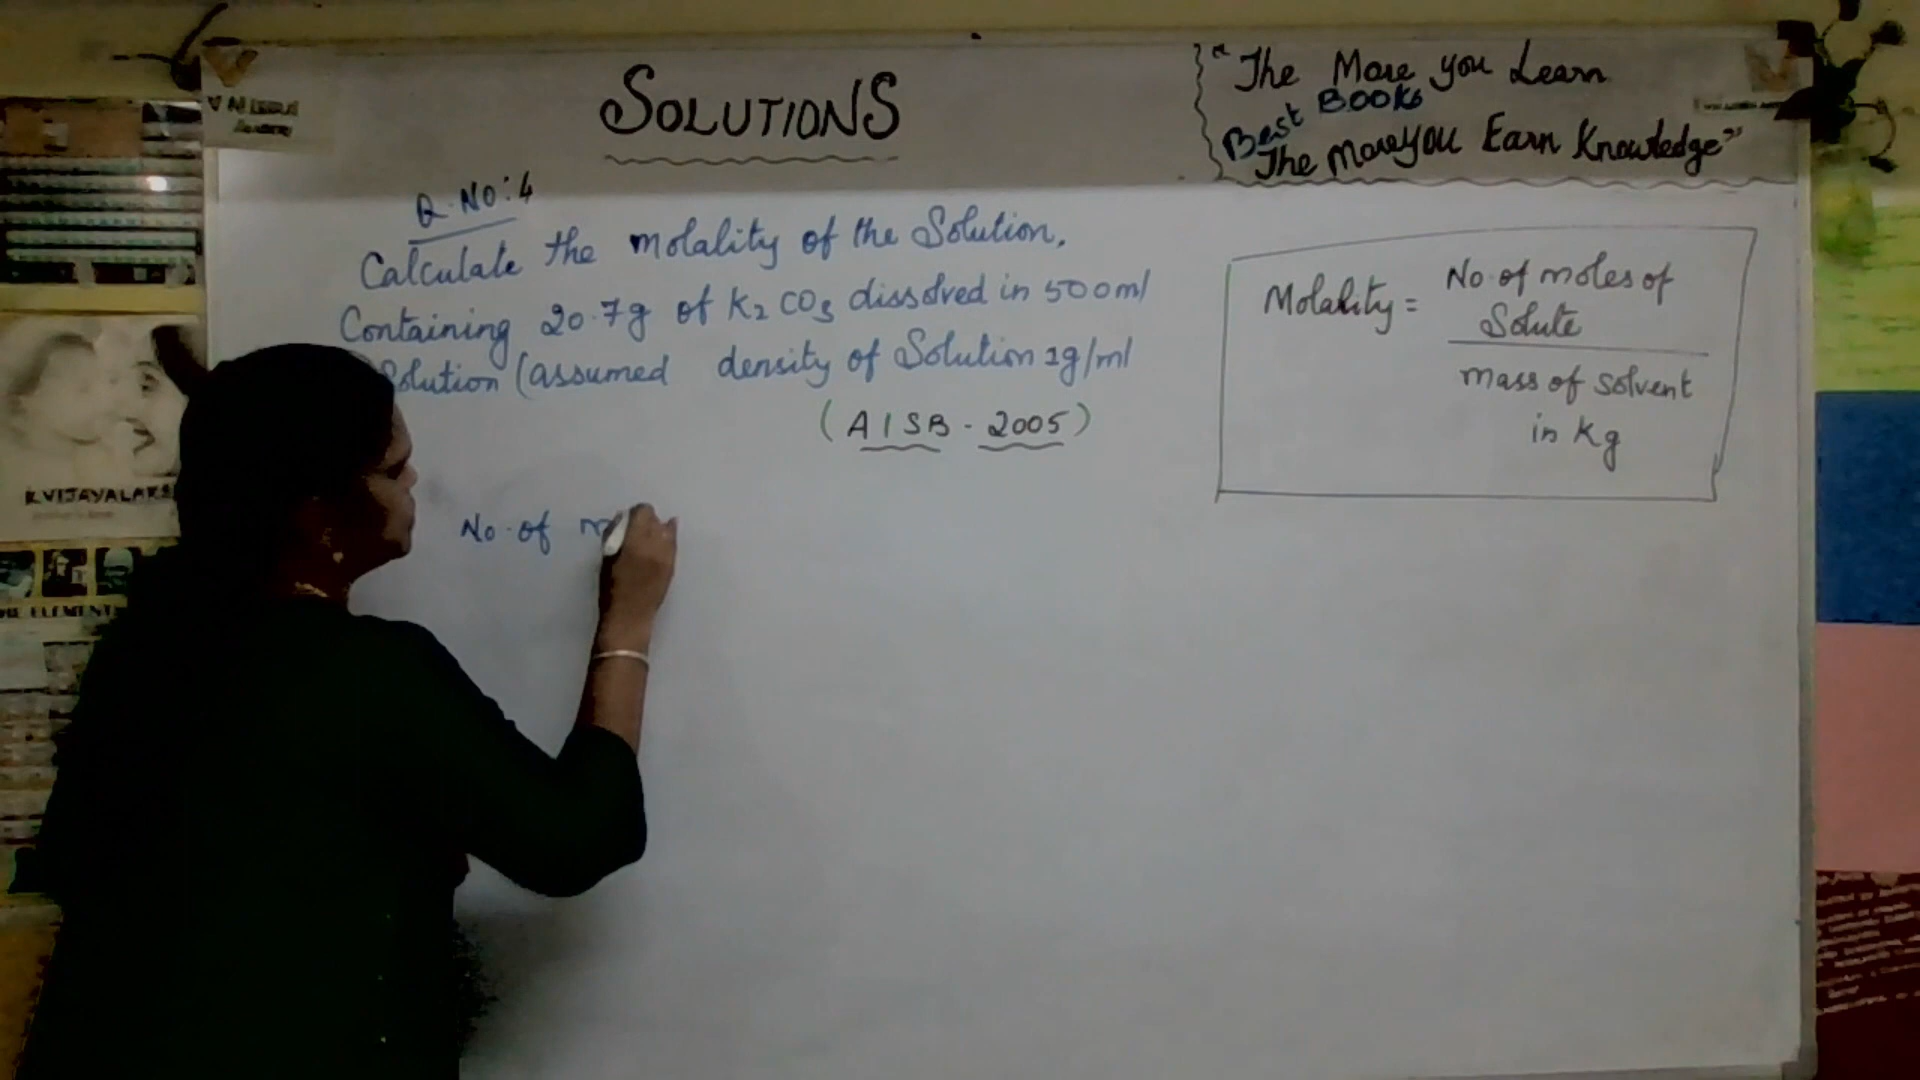 SOLUTIONS
"The More you Learn
Best Books
The More you Earn Knowledge"
Q.No:4
Calculate the molality of the Solution,
Containing 20.7g of K₂CO₃ dissolved in 500ml
Solution (assumed density of Solution 1g/ml
(AISB - 2005)
Molality = No. of moles of
Solute
mass of solvent
in Kg
No. of m
K.VIJAYALAKS